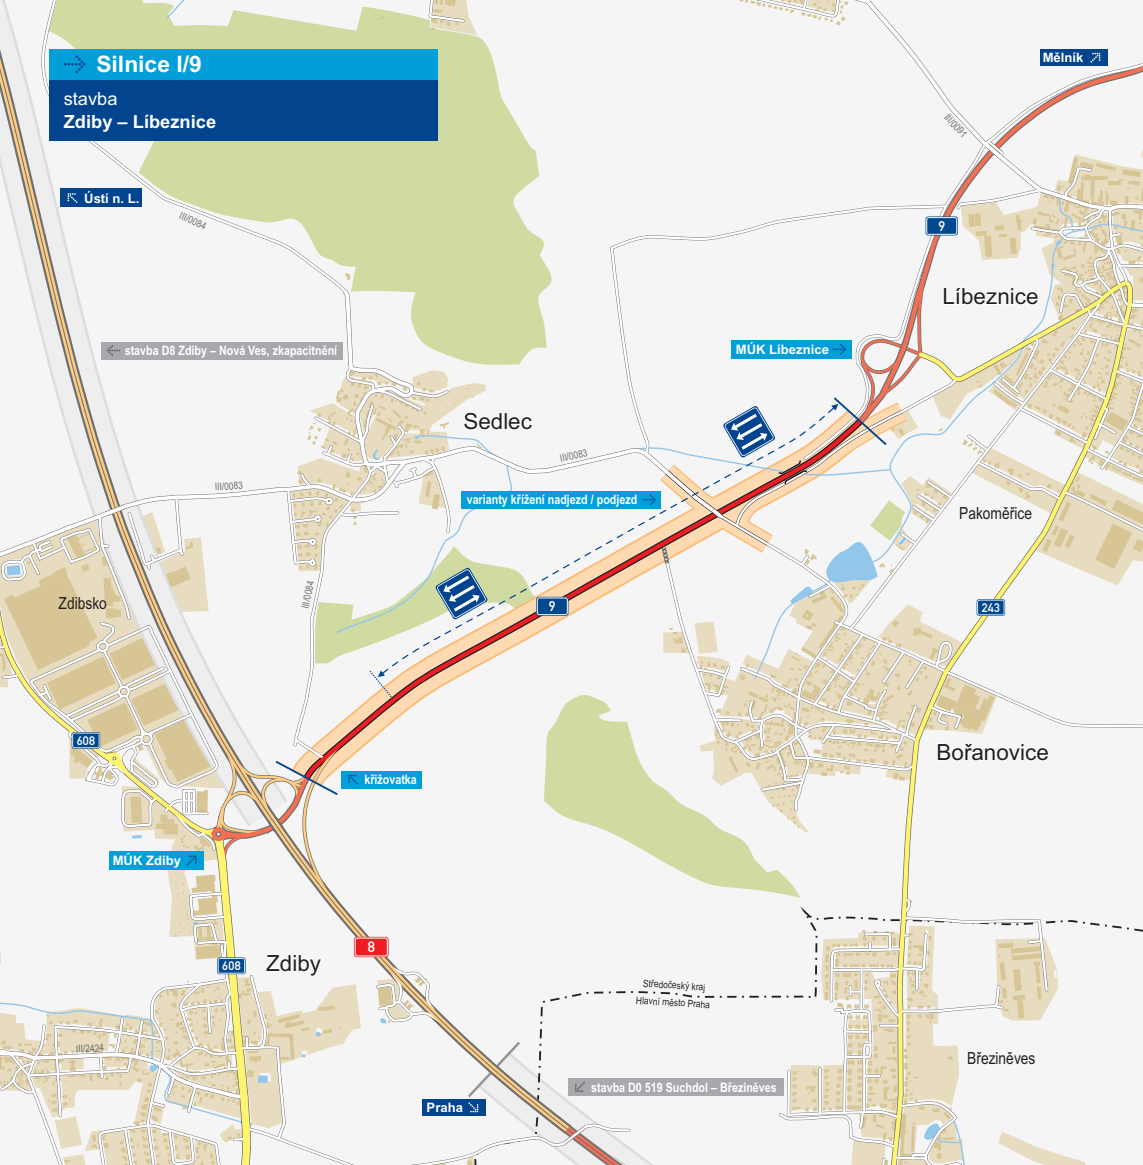 Silnice I/9
stavba
Zdiby – Líbeznice
Mělník
III/0091
Ústí n. L.
III/0084
9
Líbeznice
stavba D8 Zdiby – Nová Ves, zkapacitnění
MÚK Líbeznice
Sedlec
III/0083
III/0083
varianty křížení nadjezd / podjezd
Pakoměřice
Zdibsko
III/0084
9
243
608
Bořanovice
křižovatka
MÚK Zdiby
8
608
Zdiby
Středočeský kraj
Hlavní město Praha
III/2424
Březiněves
stavba D0 519 Suchdol – Březiněves
Praha